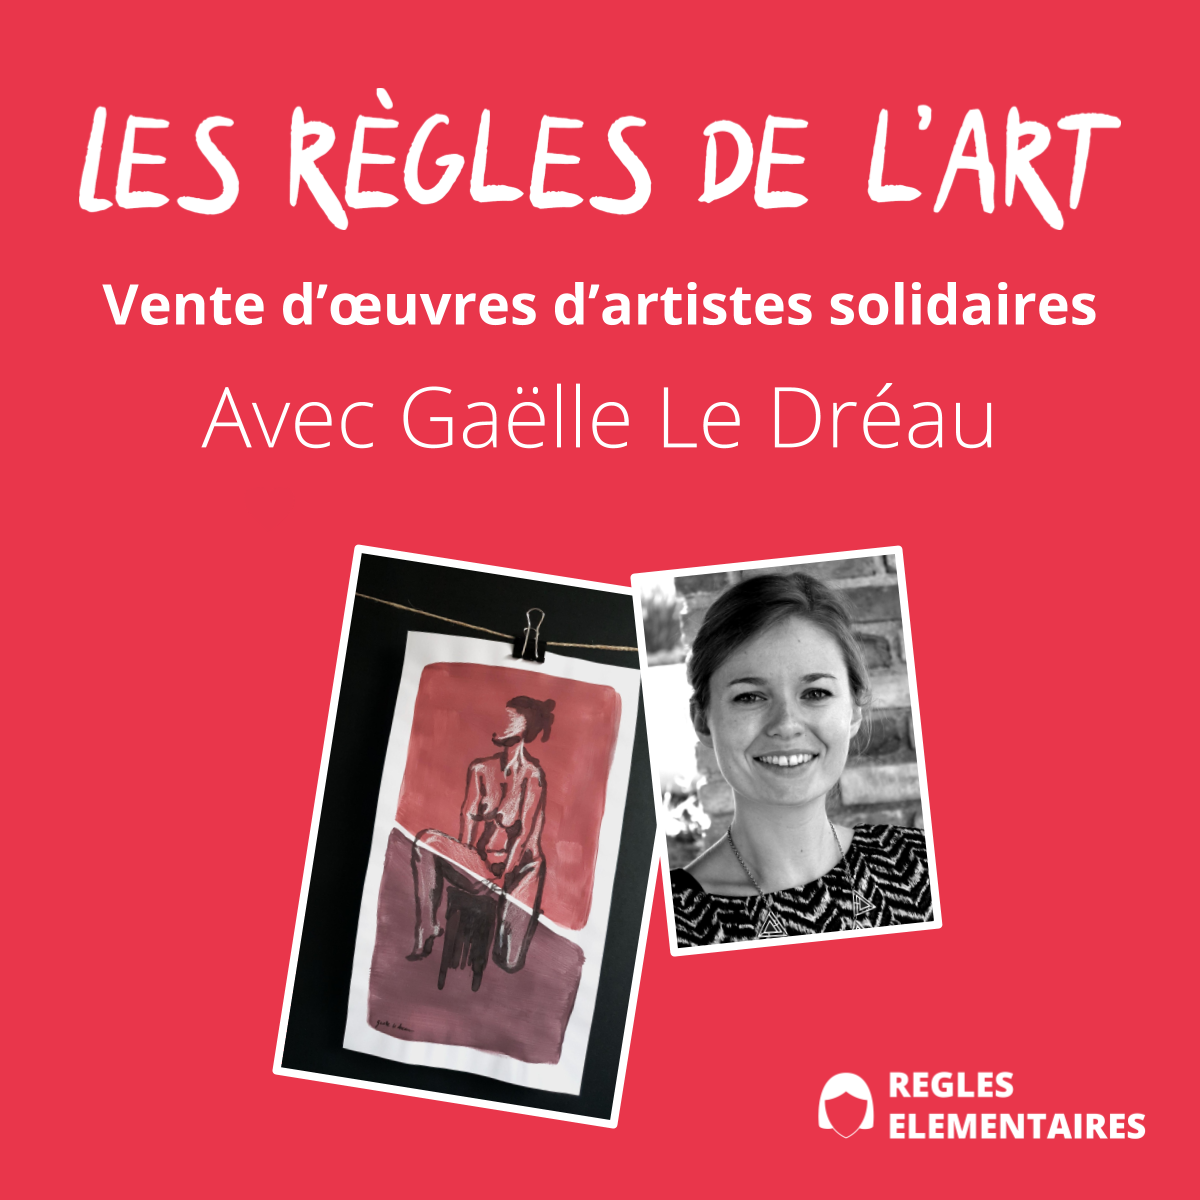 LES RÈGLES DE L'ART
Vente d’œuvres d’artistes solidaires
Avec Gaëlle Le Dréau
REGLES
ELEMENTAIRES